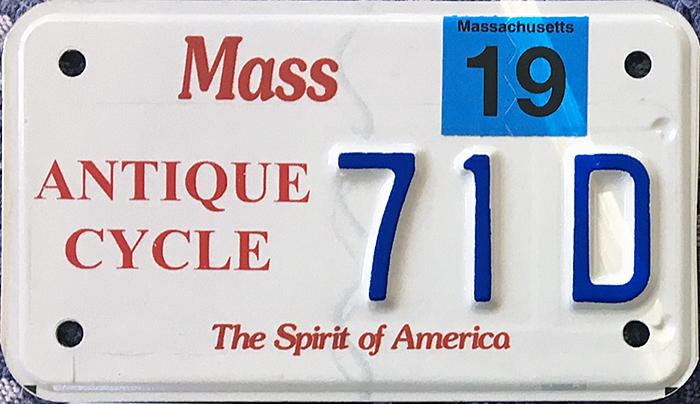 Mass
Massachusetts
19
ANTIQUE
CYCLE
71D
The Spirit of America